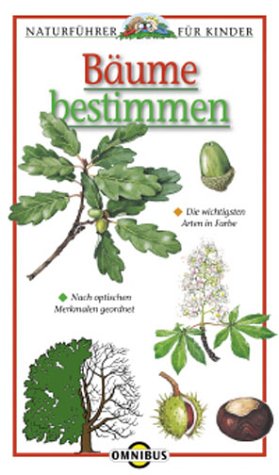 NATURFÜHRER FÜR KINDER
Bäume
bestimmen
Die wichtigsten
Arten in Farbe
Nach optischen
Merkmalen geordnet
OMNIBUS